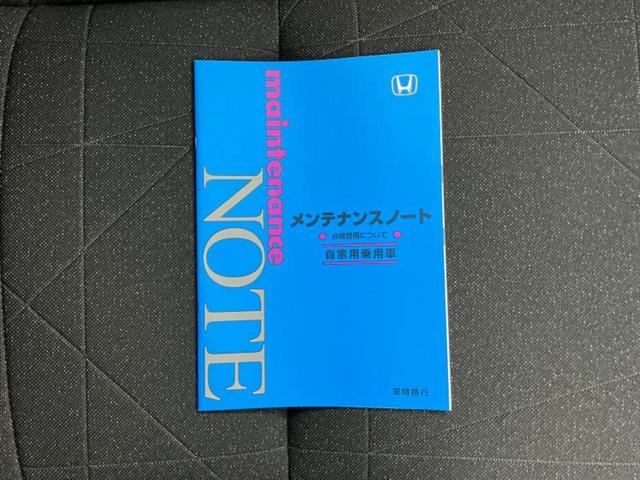 maintenance
NOTE
メンテナンスノート
点検整備について
自家用乗用車
常時携行